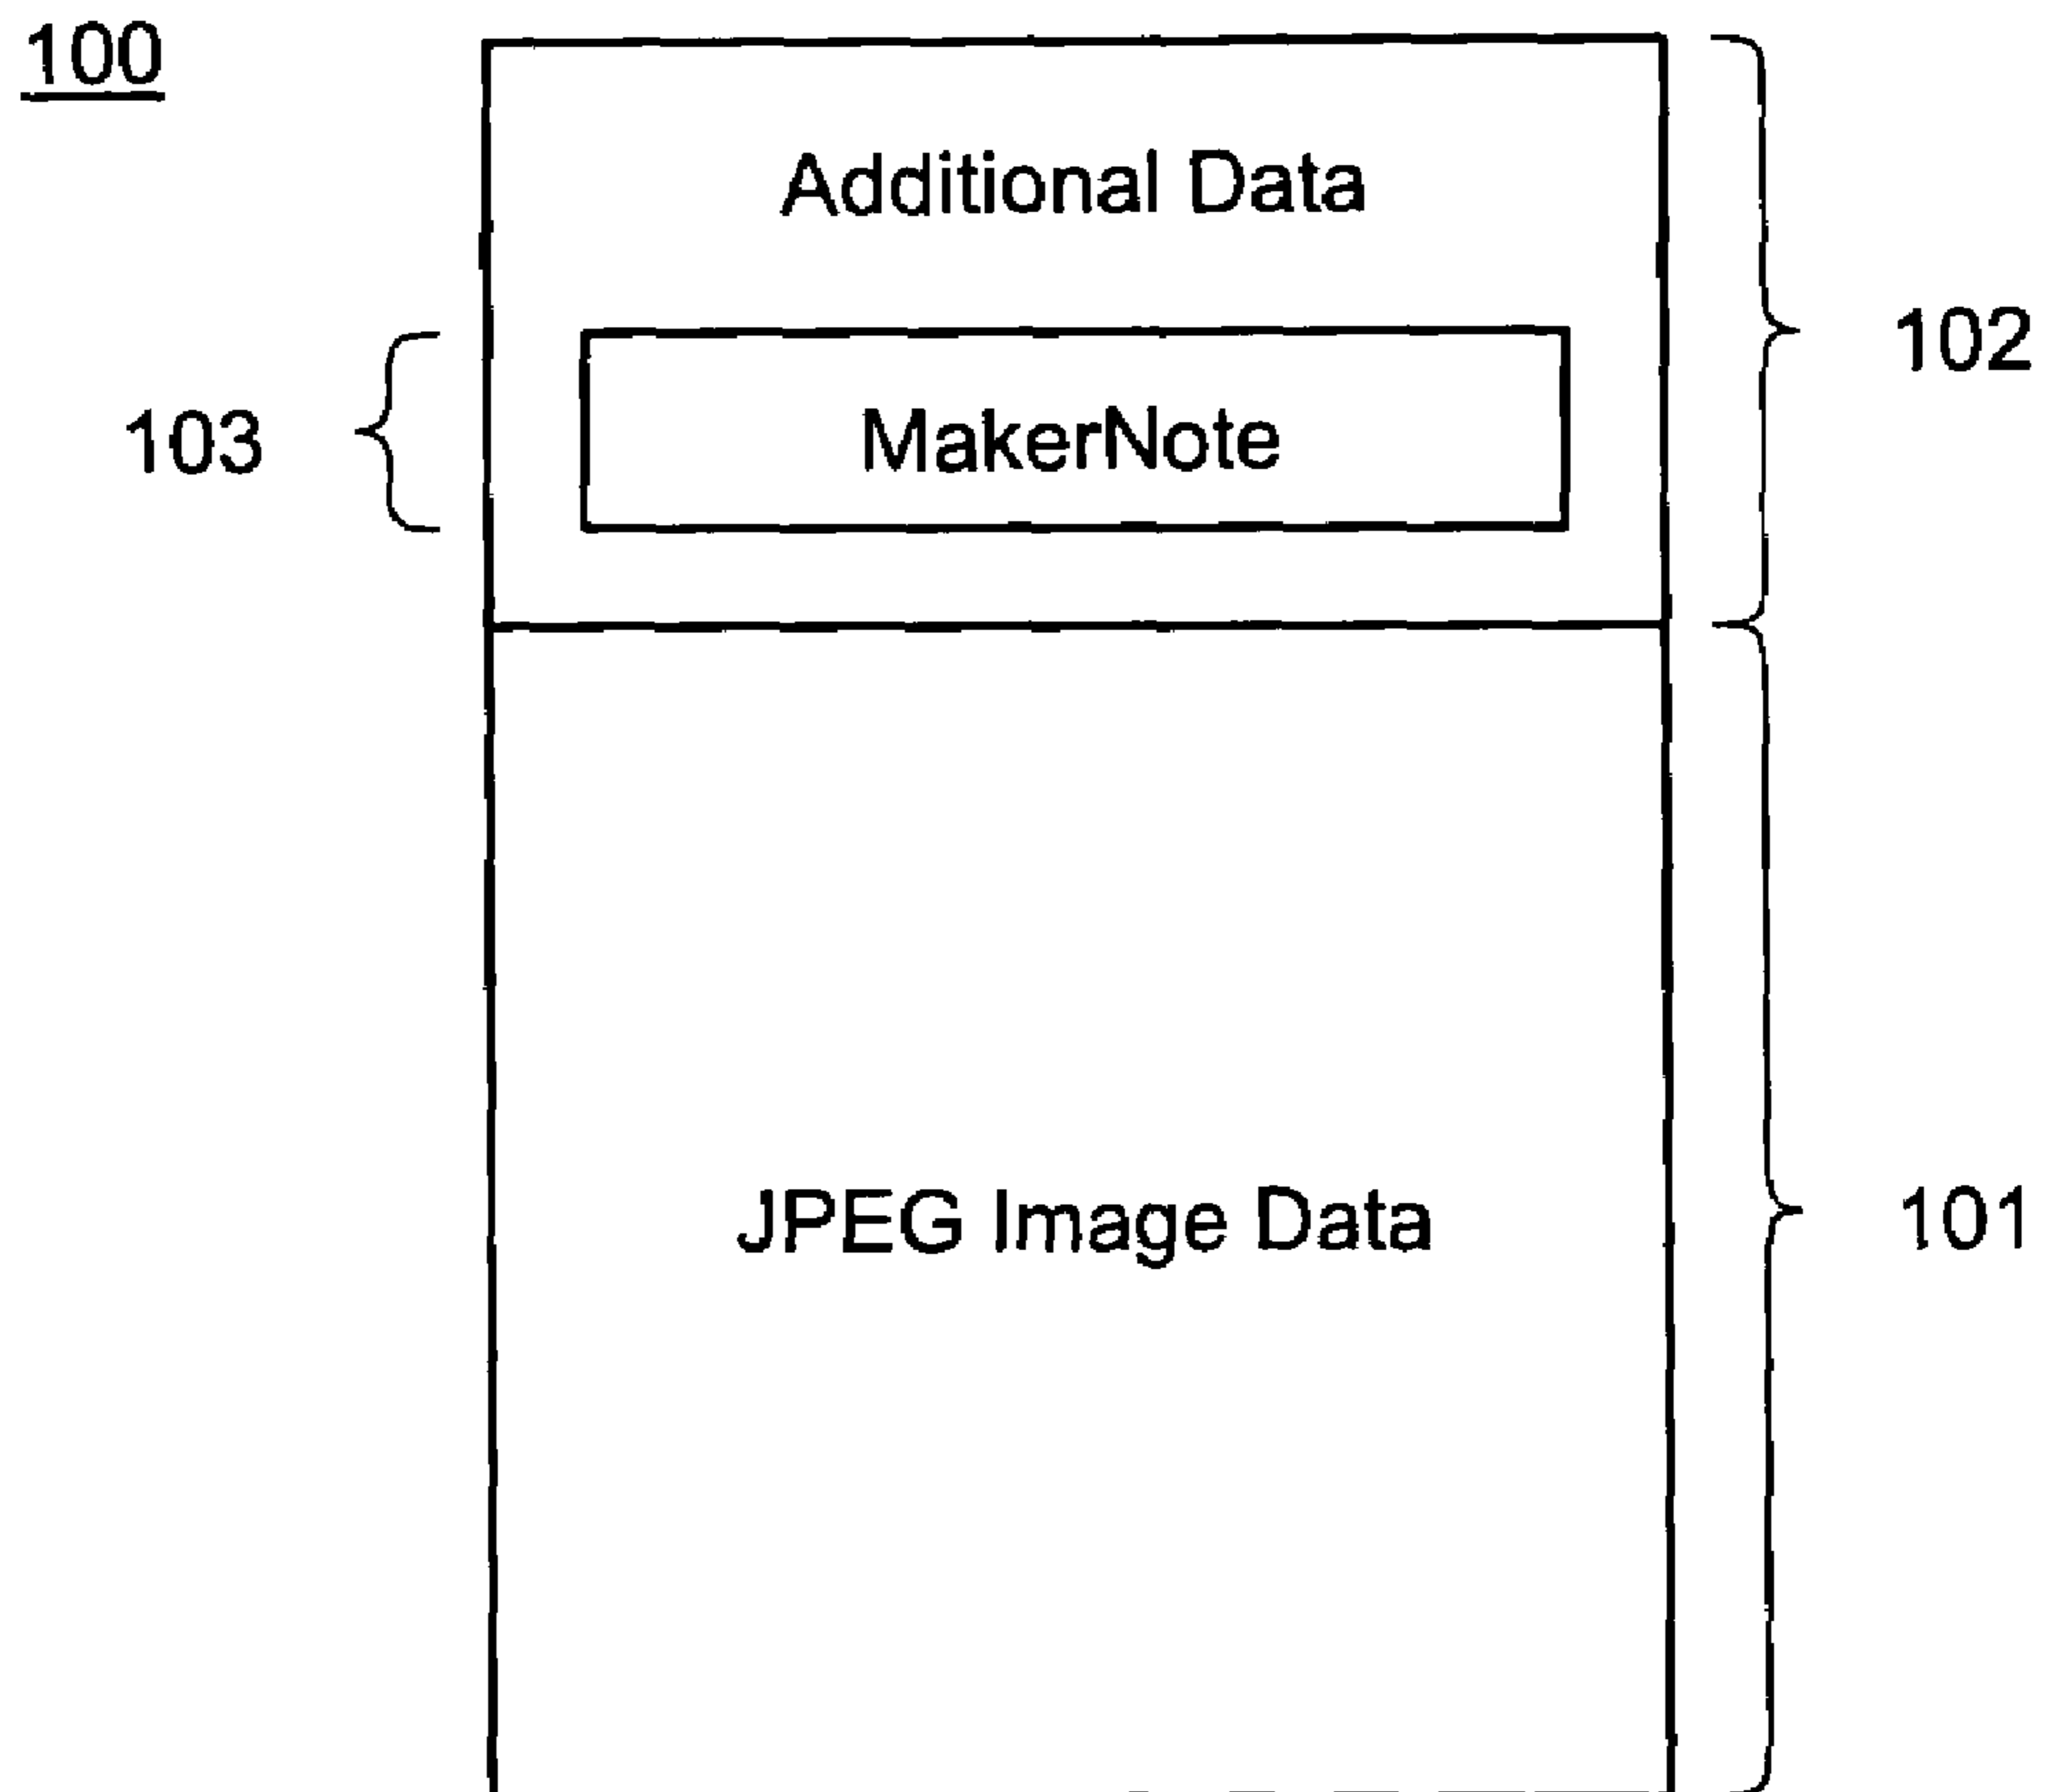 100
Additional Data
102
103
MakerNote
JPEG Image Data
101